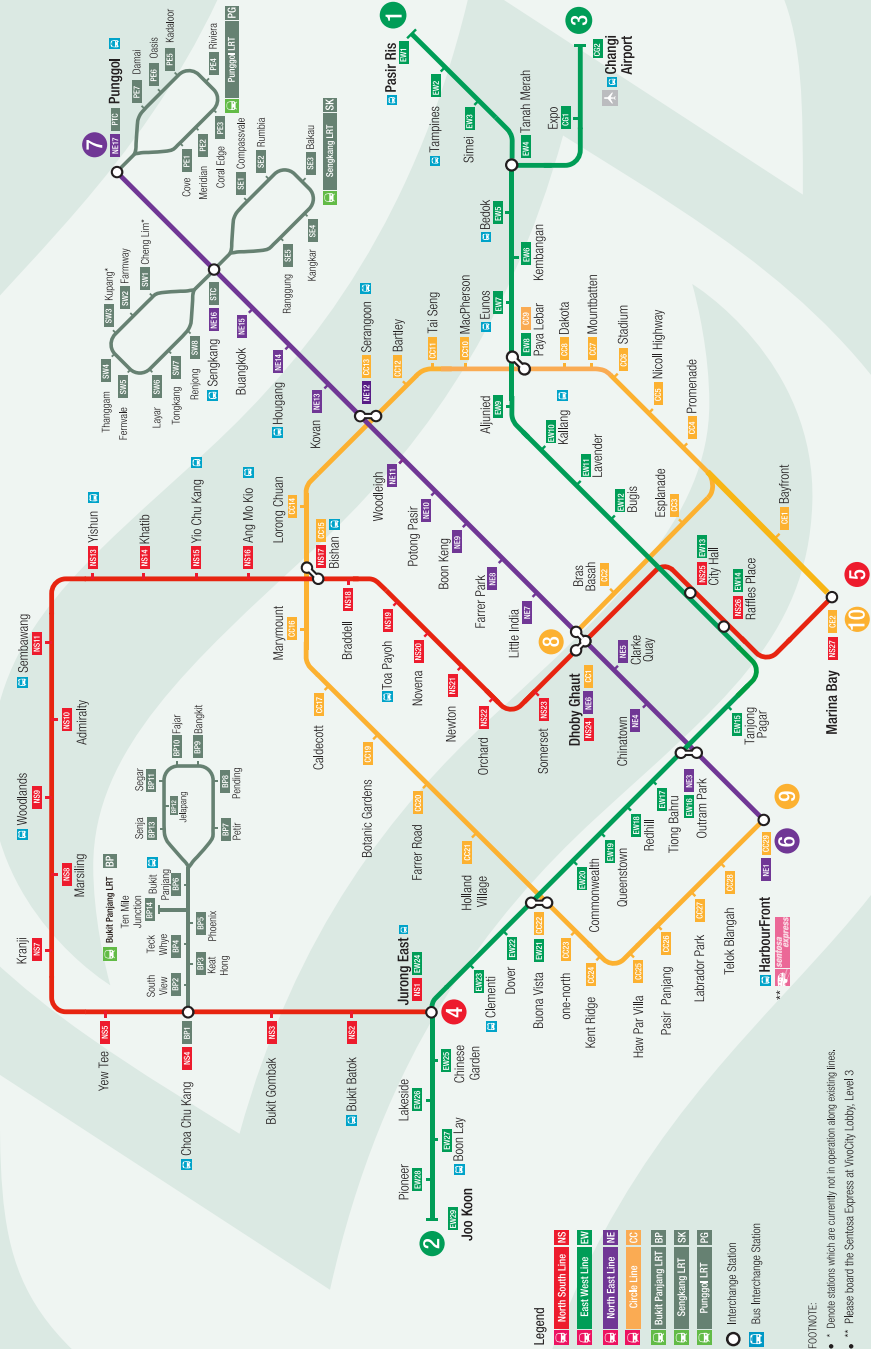 NS7
Kranji
NS8
Marsiling
NS9
Woodlands
NS10
Admiralty
NS11
Sembawang
NS5
Yew Tee
NS4 BP1
Choa Chu Kang
NS3
Bukit Gombak
NS2
Bukit Batok
Jurong East
NS1 EW24
4
Bukit Panjang LRT BP
South
View
BP2
BP3
Keat
Hong
Teck
Whye
BP4
BP5
Phoenix
Ten Mile
Junction
BP14
Bukit
Panjang
BP6
BP7
Petir
BP8
Pending
BP9 Bangkit
BP10 Fajar
Segar
BP11
BP12
Jelapang
Senja
BP13
NS13 Yishun
NS14 Khatib
NS15 Yio Chu Kang
NS16 Ang Mo Kio
NS17 CC15
Bishan
NS18
Braddell
NS19
Toa Payoh
NS20
Novena
NS21
Newton
NS22
Orchard
NS23
Somerset
Dhoby Ghaut
NS24 NE6 CC1
8
NS25 EW13
City Hall
NS26 EW14
Raffles Place
Marina Bay
NS27 CE2
10 5
7
NE17 PTC Punggol
PE1
Cove
PE2
Meridian
PE3
Coral Edge
PE4
Riviera
PE5
Kadaloor
PE6
Oasis
PE7
Damai
Punggol LRT PG
NE16 STC
Sengkang
SE1
Compassvale
SE2
Rumbia
SE3
Bakau
SE4
Kangkar
SE5
Ranggung
Sengkang LRT SK
SW1
Cheng Lim*
SW2
Farmway
SW3
Kupang*
SW4
Thanggam
SW5
Fernvale
SW6
Layar
SW7
Tongkang
SW8
Renjong
NE15
Buangkok
NE14
Hougang
NE13
Kovan
NE12 CC13 Serangoon
NE11
Woodleigh
NE10
Potong Pasir
NE9
Boon Keng
NE8
Farrer Park
NE7
Little India
NE5
Clarke
Quay
NE4
Chinatown
EW16 NE3
Outram Park
NE1 CC29
HarbourFront
** sentosa express
6 9
CC12
Bartley
CC11
Tai Seng
CC10
MacPherson
EW8 CC9
Paya Lebar
CC8
Dakota
CC7
Mountbatten
CC6
Stadium
CC5
Nicoll Highway
CC4
Promenade
CC3
Esplanade
CC2
Bras
Basah
CE1
Bayfront
CC14
Lorong Chuan
CC16
Marymount
CC17
Caldecott
CC19
Botanic Gardens
CC20
Farrer Road
CC21
Holland
Village
EW21 CC22
Buona Vista
CC23
one-north
CC24
Kent Ridge
CC25
Haw Par Villa
CC26
Pasir Panjang
CC27
Labrador Park
CC28
Telok Blangah
1
Pasir Ris
EW1
EW2
Tampines
EW3
Simei
EW4
Tanah Merah
CG1
Expo
3
CG2
Changi
Airport
EW5
Bedok
EW6
Kembangan
EW7
Eunos
EW9
Aljunied
EW10
Kallang
EW11
Lavender
EW12
Bugis
EW15
Tanjong
Pagar
EW17
Tiong Bahru
EW18
Redhill
EW19
Queenstown
EW20
Commonwealth
EW22
Dover
EW23
Clementi
EW25
Chinese
Garden
EW26
Lakeside
EW27
Boon Lay
EW28
Pioneer
2
EW29
Joo Koon
Legend
North South Line NS
East West Line EW
North East Line NE
Circle Line CC
Bukit Panjang LRT BP
Sengkang LRT SK
Punggol LRT PG
Interchange Station
Bus Interchange Station
FOOTNOTE:
• * Denote stations which are currently not in operation along existing lines.
• ** Please board the Sentosa Express at VivoCity Lobby, Level 3